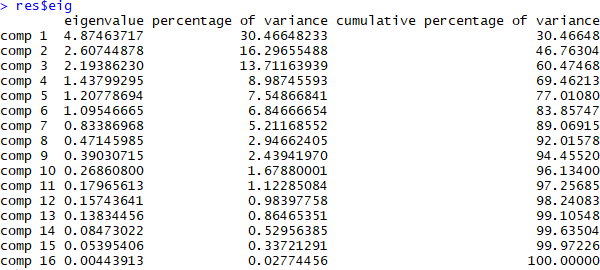 > res$eig
eigenvalue percentage of variance cumulative percentage of variance
comp 1 4.87463717 30.46648233 30.46648
comp 2 2.60744878 16.29655488 46.76304
comp 3 2.19386230 13.71163939 60.47468
comp 4 1.43799295 8.98745593 69.46213
comp 5 1.20778694 7.54866841 77.01080
comp 6 1.09546665 6.84666654 83.85747
comp 7 0.83386968 5.21168552 89.06915
comp 8 0.47145985 2.94662405 92.01578
comp 9 0.39030715 2.43941970 94.45520
comp 10 0.26860800 1.67880001 96.13400
comp 11 0.17965613 1.12285084 97.25685
comp 12 0.15743641 0.98397758 98.24083
comp 13 0.13834456 0.86465351 99.10548
comp 14 0.08473022 0.52956385 99.63504
comp 15 0.05395406 0.33721291 99.97226
comp 16 0.00443913 0.02774456 100.00000